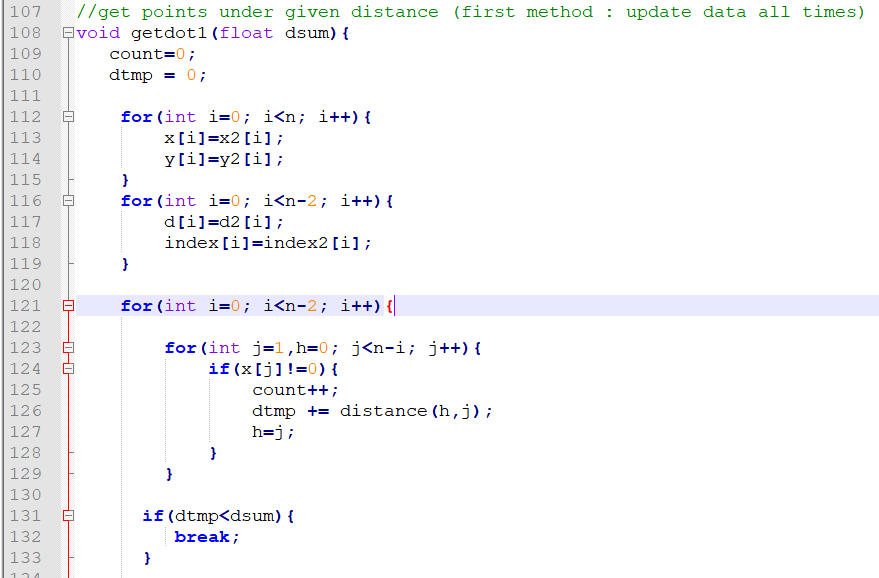 107 //get points under given distance (first method : update data all times)
108 void getdot1(float dsum){
109 count=0;
110 dtmp = 0;
111
112 for(int i=0; i<n; i++){
113 x[i]=x2[i];
114 y[i]=y2[i];
115 }
116 for(int i=0; i<n-2; i++){
117 d[i]=d2[i];
118 index[i]=index2[i];
119 }
120
121 for(int i=0; i<n-2; i++){
122
123 for(int j=1,h=0; j<n-i; j++){
124 if(x[j]!=0){
125 count++;
126 dtmp += distance(h,j);
127 h=j;
128 }
129 }
130
131 if(dtmp<dsum){
132 break;
133 }